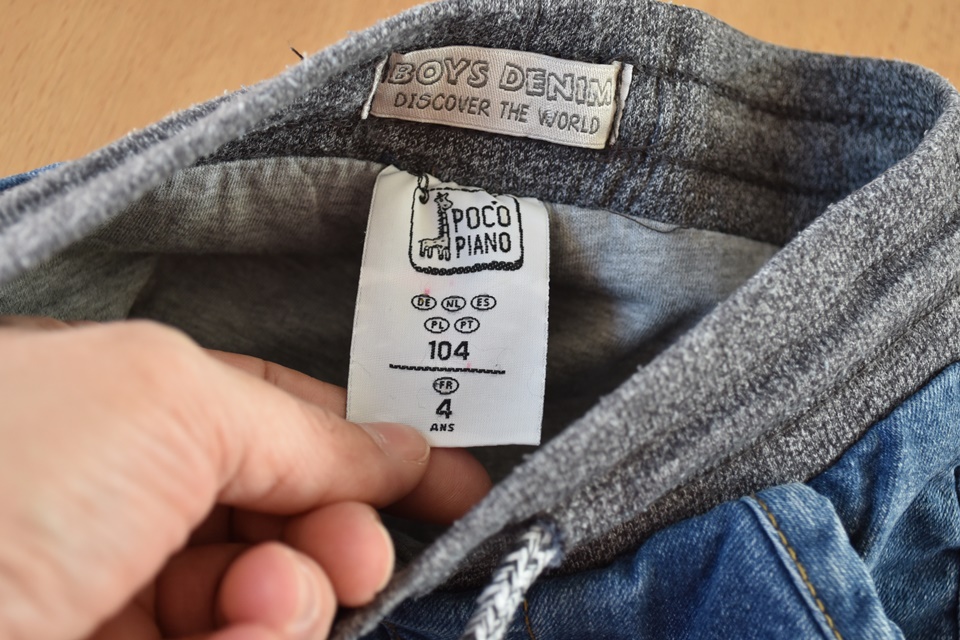 BOYS DENIM
DISCOVER THE WORLD
POCO
PIANO
DE NL ES
PL PT
104
FR
4
ANS